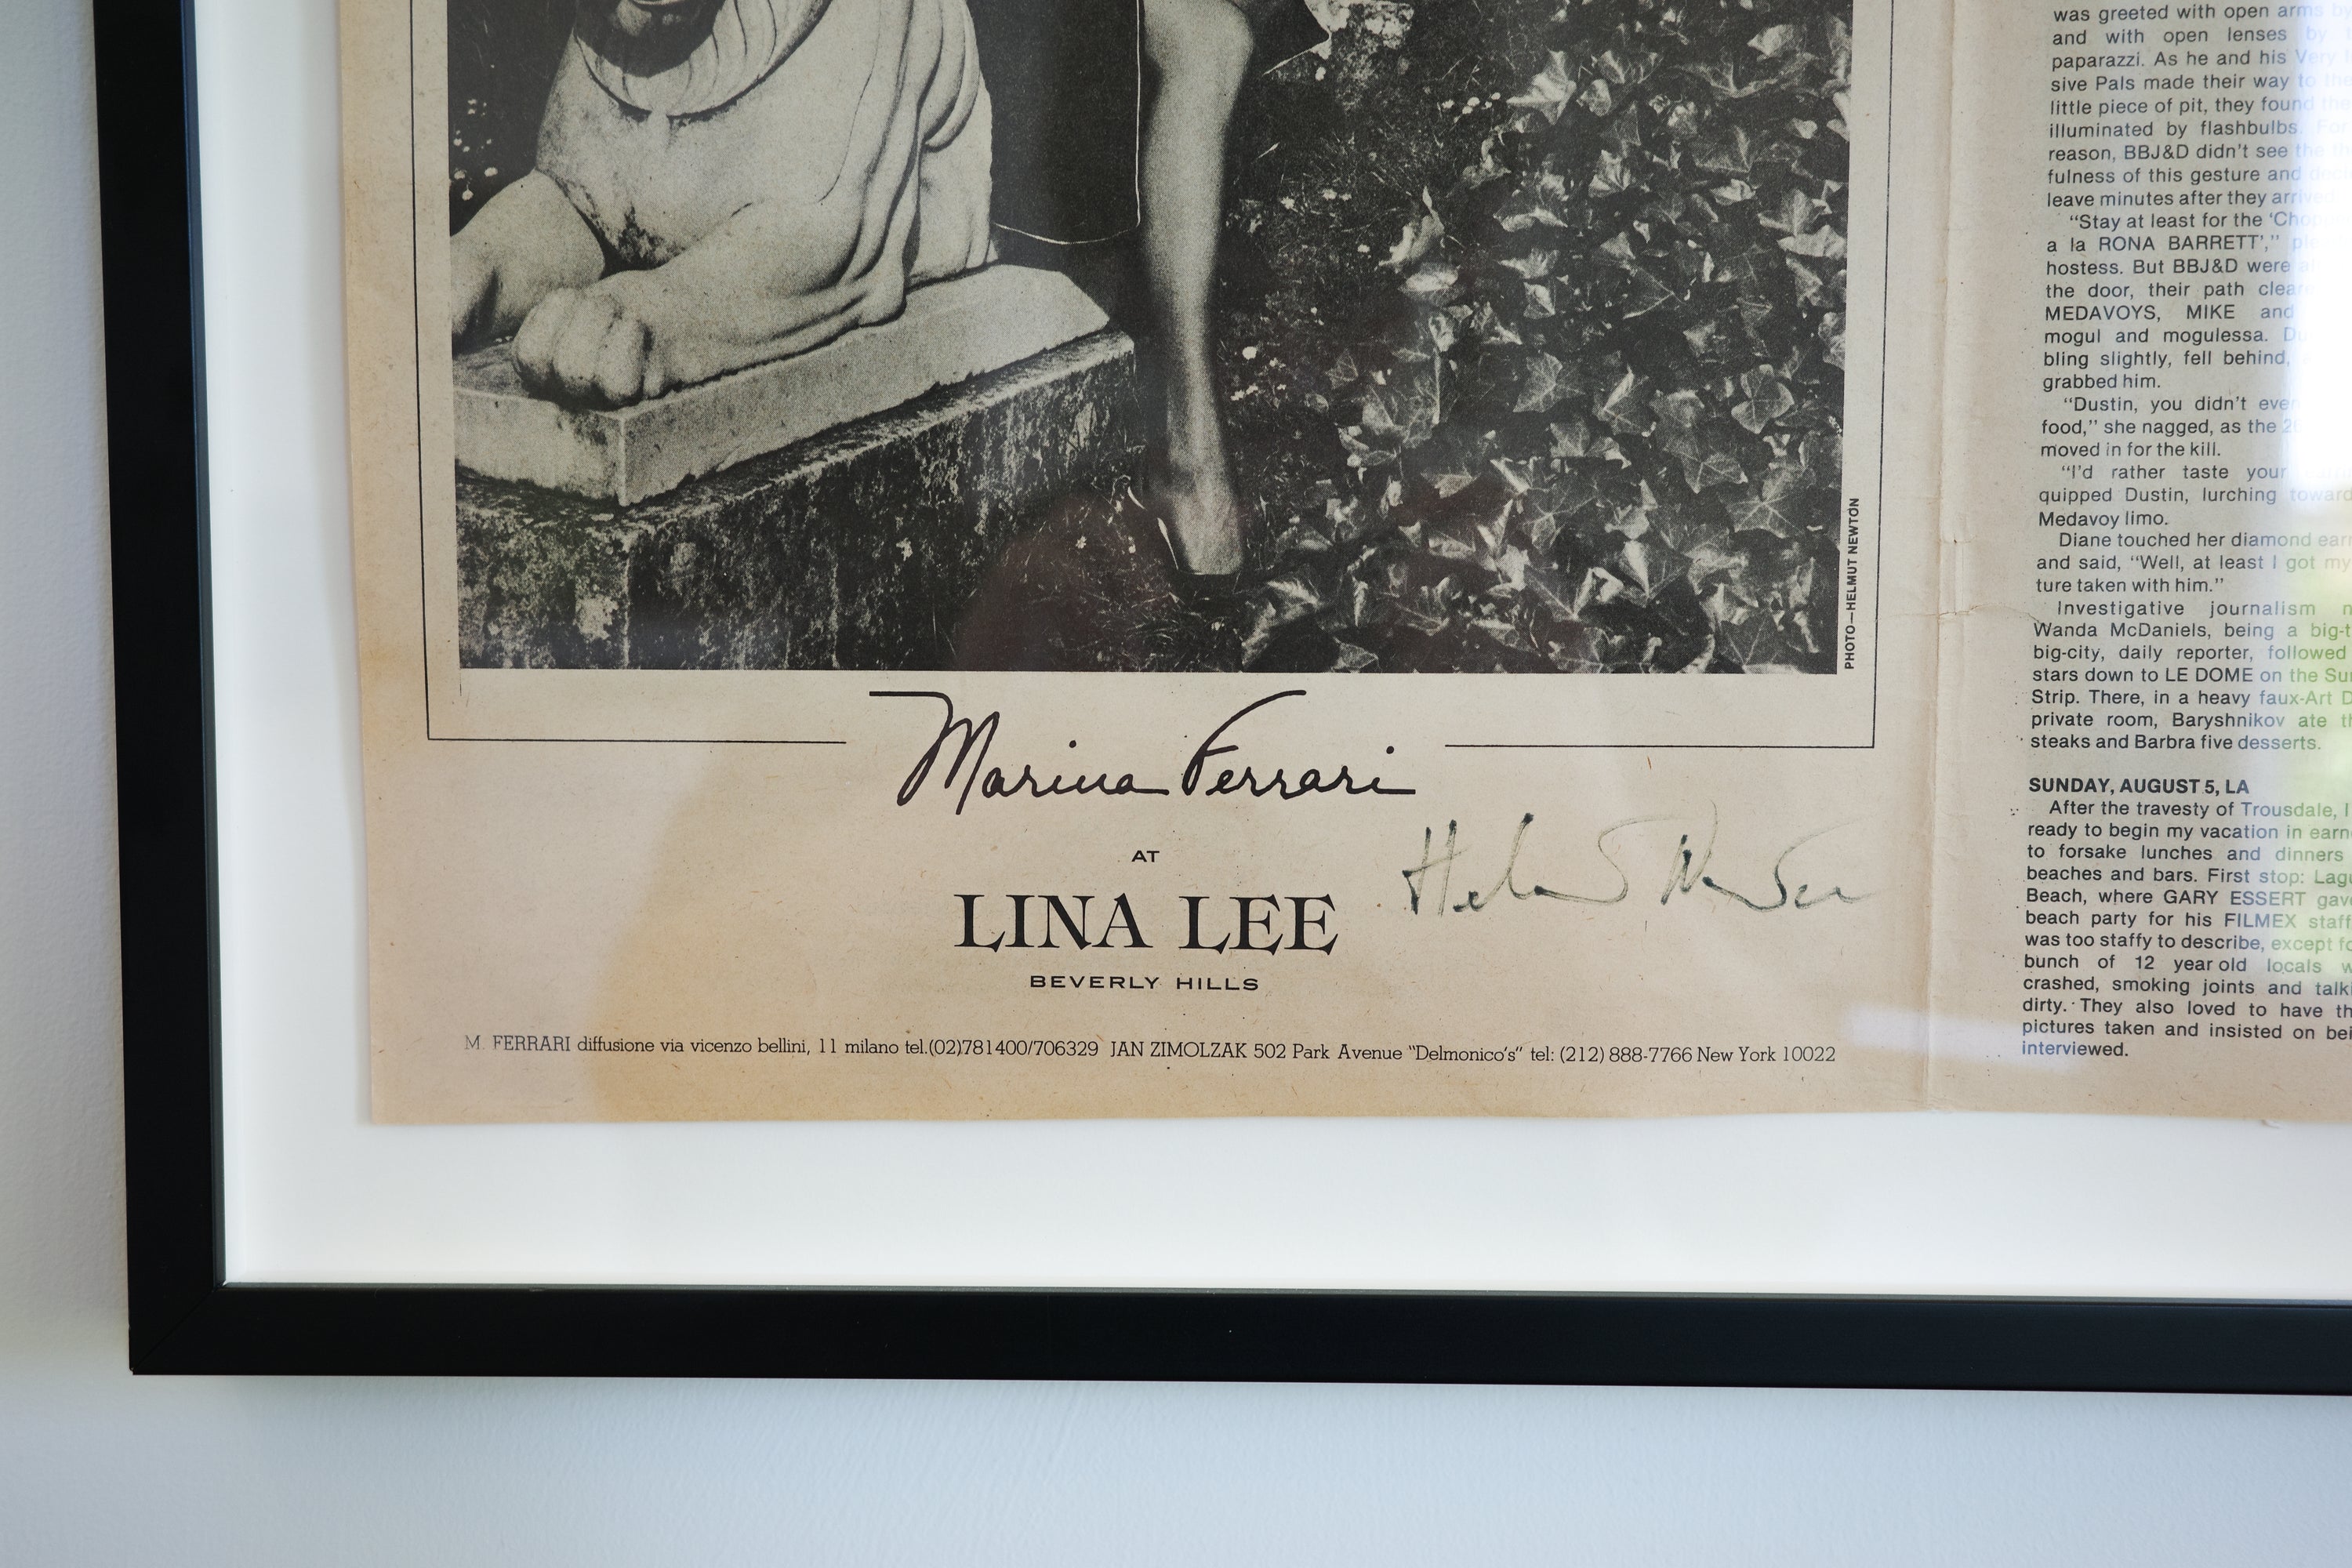 PHOTO—HELMUT NEWTON
Marina Ferrari
AT
LINA LEE
BEVERLY HILLS
Helmut Newton
M. FERRARI diffusione via vicenzo bellini, 11 milano tel.(02)781400/706329 JAN ZIMOLZAK 502 Park Avenue "Delmonico's" tel: (212) 888-7766 New York 10022
was greeted with open arms by
and with open lenses by
paparazzi. As he and his Very
sive Pals made their way to the
little piece of pit, they found the
illuminated by flashbulbs. For
reason, BBJ&D didn't see the
fulness of this gesture and
leave minutes after they arrived
"Stay at least for the
a la RONA BARRETT',"
hostess. But BBJ&D were
the door, their path
MEDAVOYS, MIKE and
mogul and mogulessa.
bling slightly, fell behind,
grabbed him.
"Dustin, you didn't even
food," she nagged, as the
moved in for the kill.
"I'd rather taste your
quipped Dustin, lurching toward
Medavoy limo.
Diane touched her diamond earr
and said, "Well, at least I got my
ture taken with him."
Investigative journalism
Wanda McDaniels, being a big-t
big-city, daily reporter, followed
stars down to LE DOME on the Sun
Strip. There, in a heavy faux-Art D
private room, Baryshnikov ate th
steaks and Barbra five desserts.
SUNDAY, AUGUST 5, LA
After the travesty of Trousdale, I
ready to begin my vacation in earn
to forsake lunches and dinners
beaches and bars. First stop: Lagu
Beach, where GARY ESSERT gave
beach party for his FILMEX staff
was too staffy to describe, except fo
bunch of 12 year old locals w
crashed, smoking joints and talki
dirty. They also loved to have th
pictures taken and insisted on bei
interviewed.